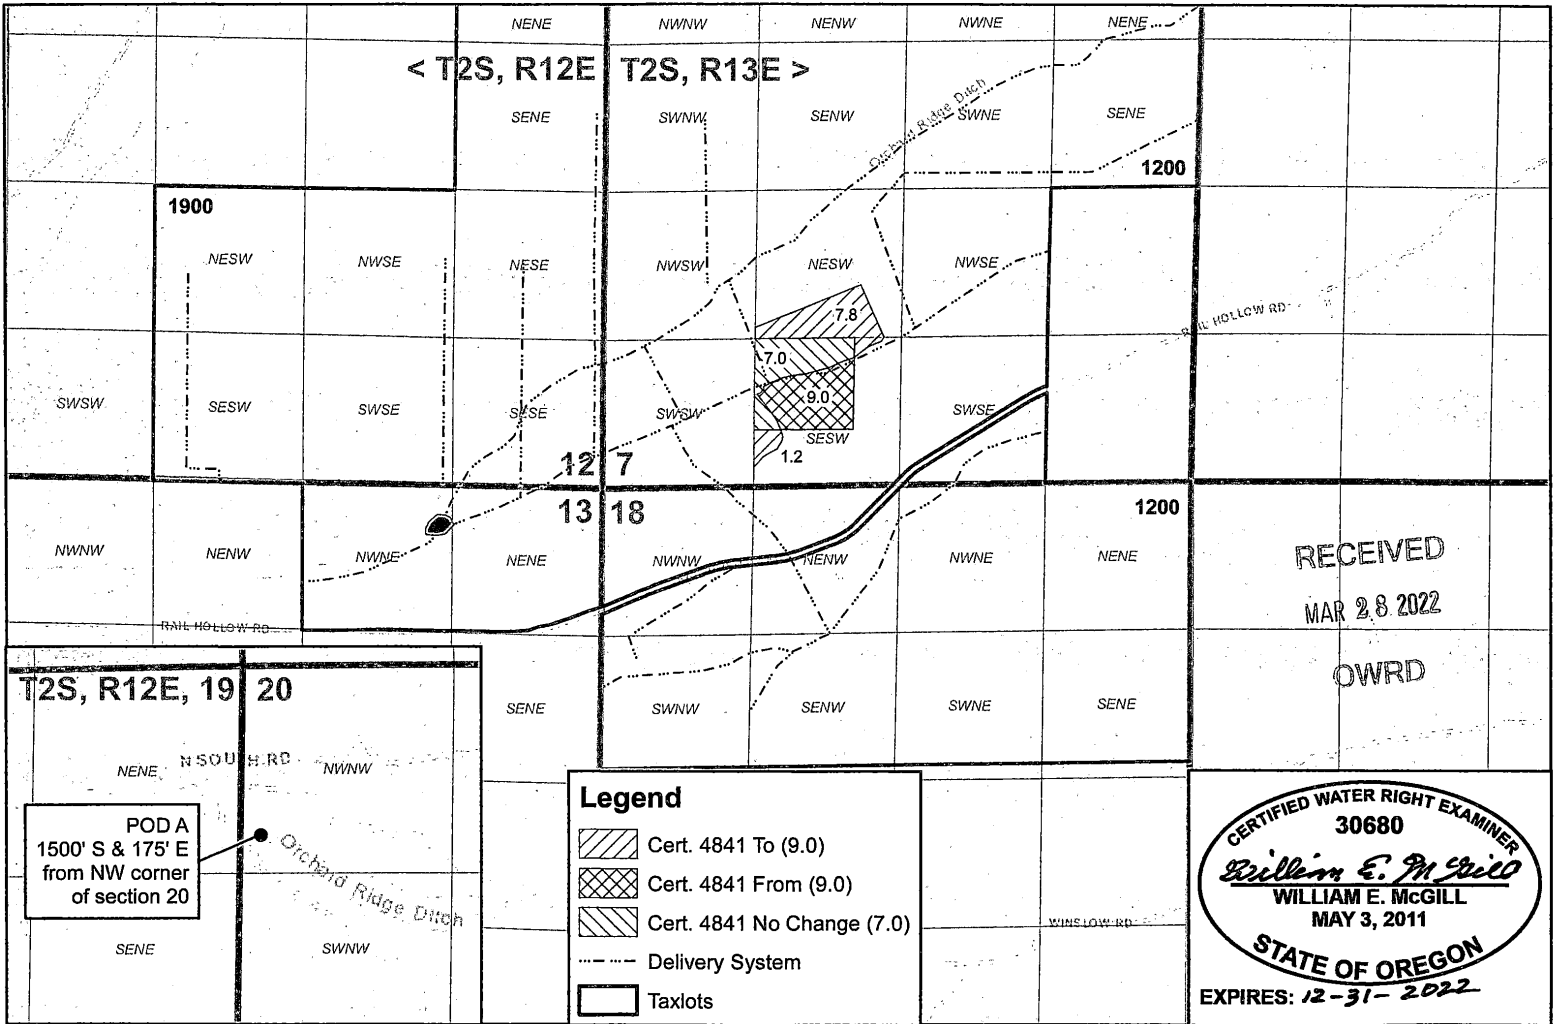 NENE NWNW NENW NWNE NENE
< T2S, R12E T2S, R13E >
Orchard Ridge Ditch
SENE SWNW SENW SWNE SENE
1200
1900
NESW NWSE NESE NWSW NESW NWSE
7.8
RAIL HOLLOW RD
7.0
9.0
SWSW SESW SWSE SESE SWSW SESW SWSE
1.2
12 7
13 18
1200
NWNW NENW NWNE NENE NWNW NENW NWNE NENE
RAIL HOLLOW RD
RECEIVED
MAR 28 2022
OWRD
SENE SWNW SENW SWNE SENE
T2S, R12E, 19 20
N SOUTH RD
NENE NWNW
POD A
1500' S & 175' E
from NW corner
of section 20
Orchard Ridge Ditch
SENE SWNW
Legend
Cert. 4841 To (9.0)
Cert. 4841 From (9.0)
Cert. 4841 No Change (7.0)
Delivery System
Taxlots
WINSLOW RD
CERTIFIED WATER RIGHT EXAMINER
30680
William E. McGill
WILLIAM E. McGILL
MAY 3, 2011
STATE OF OREGON
EXPIRES: 12-31-2022